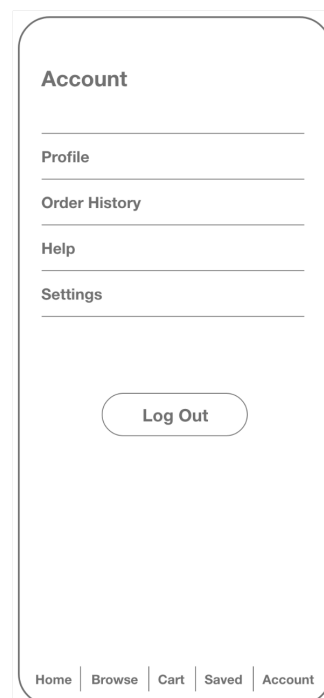 Account
Profile
Order History
Help
Settings
Log Out
Home Browse Cart Saved Account